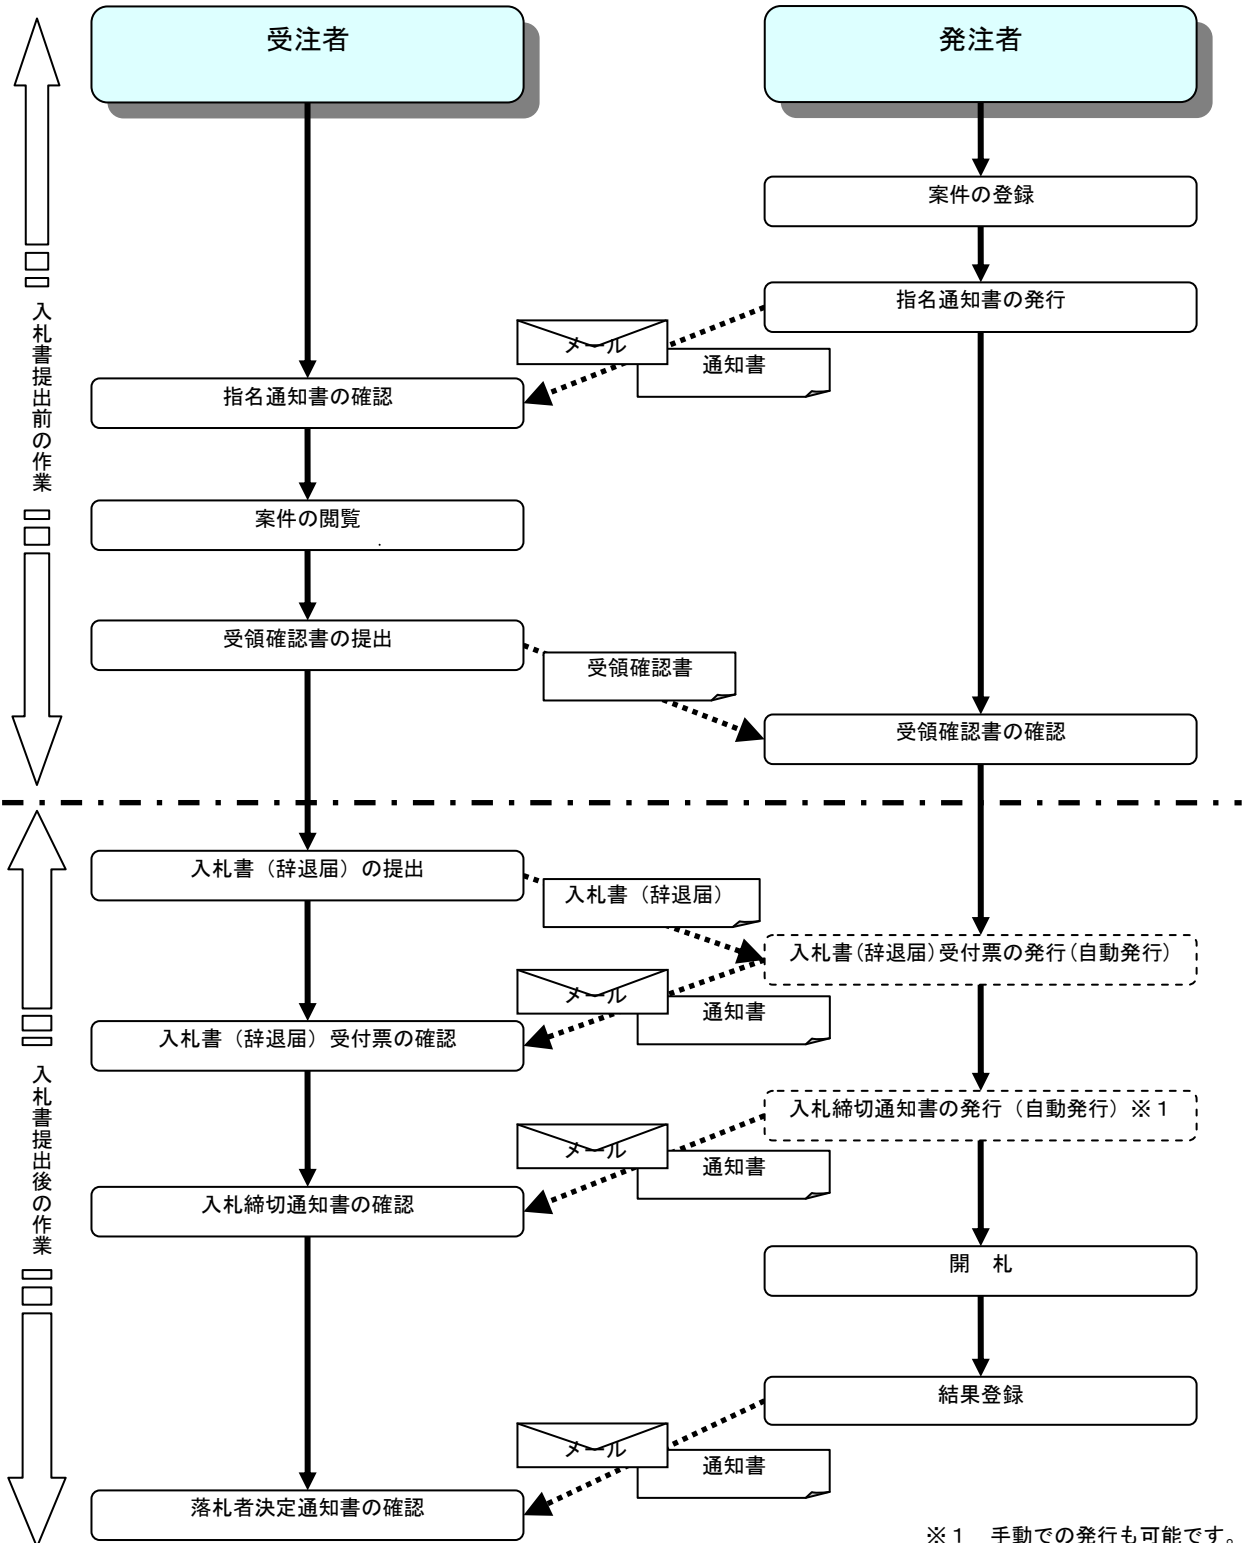 受注者
発注者
案件の登録
指名通知書の発行
メール
通知書
指名通知書の確認
入札書提出前の作業
案件の閲覧
受領確認書の提出
受領確認書
受領確認書の確認
入札書（辞退届）の提出
入札書（辞退届）
入札書(辞退届)受付票の発行(自動発行)
メール
通知書
入札書（辞退届）受付票の確認
入札書提出後の作業
入札締切通知書の発行（自動発行）※１
メール
通知書
入札締切通知書の確認
開　札
結果登録
メール
通知書
落札者決定通知書の確認
※１　手動での発行も可能です。